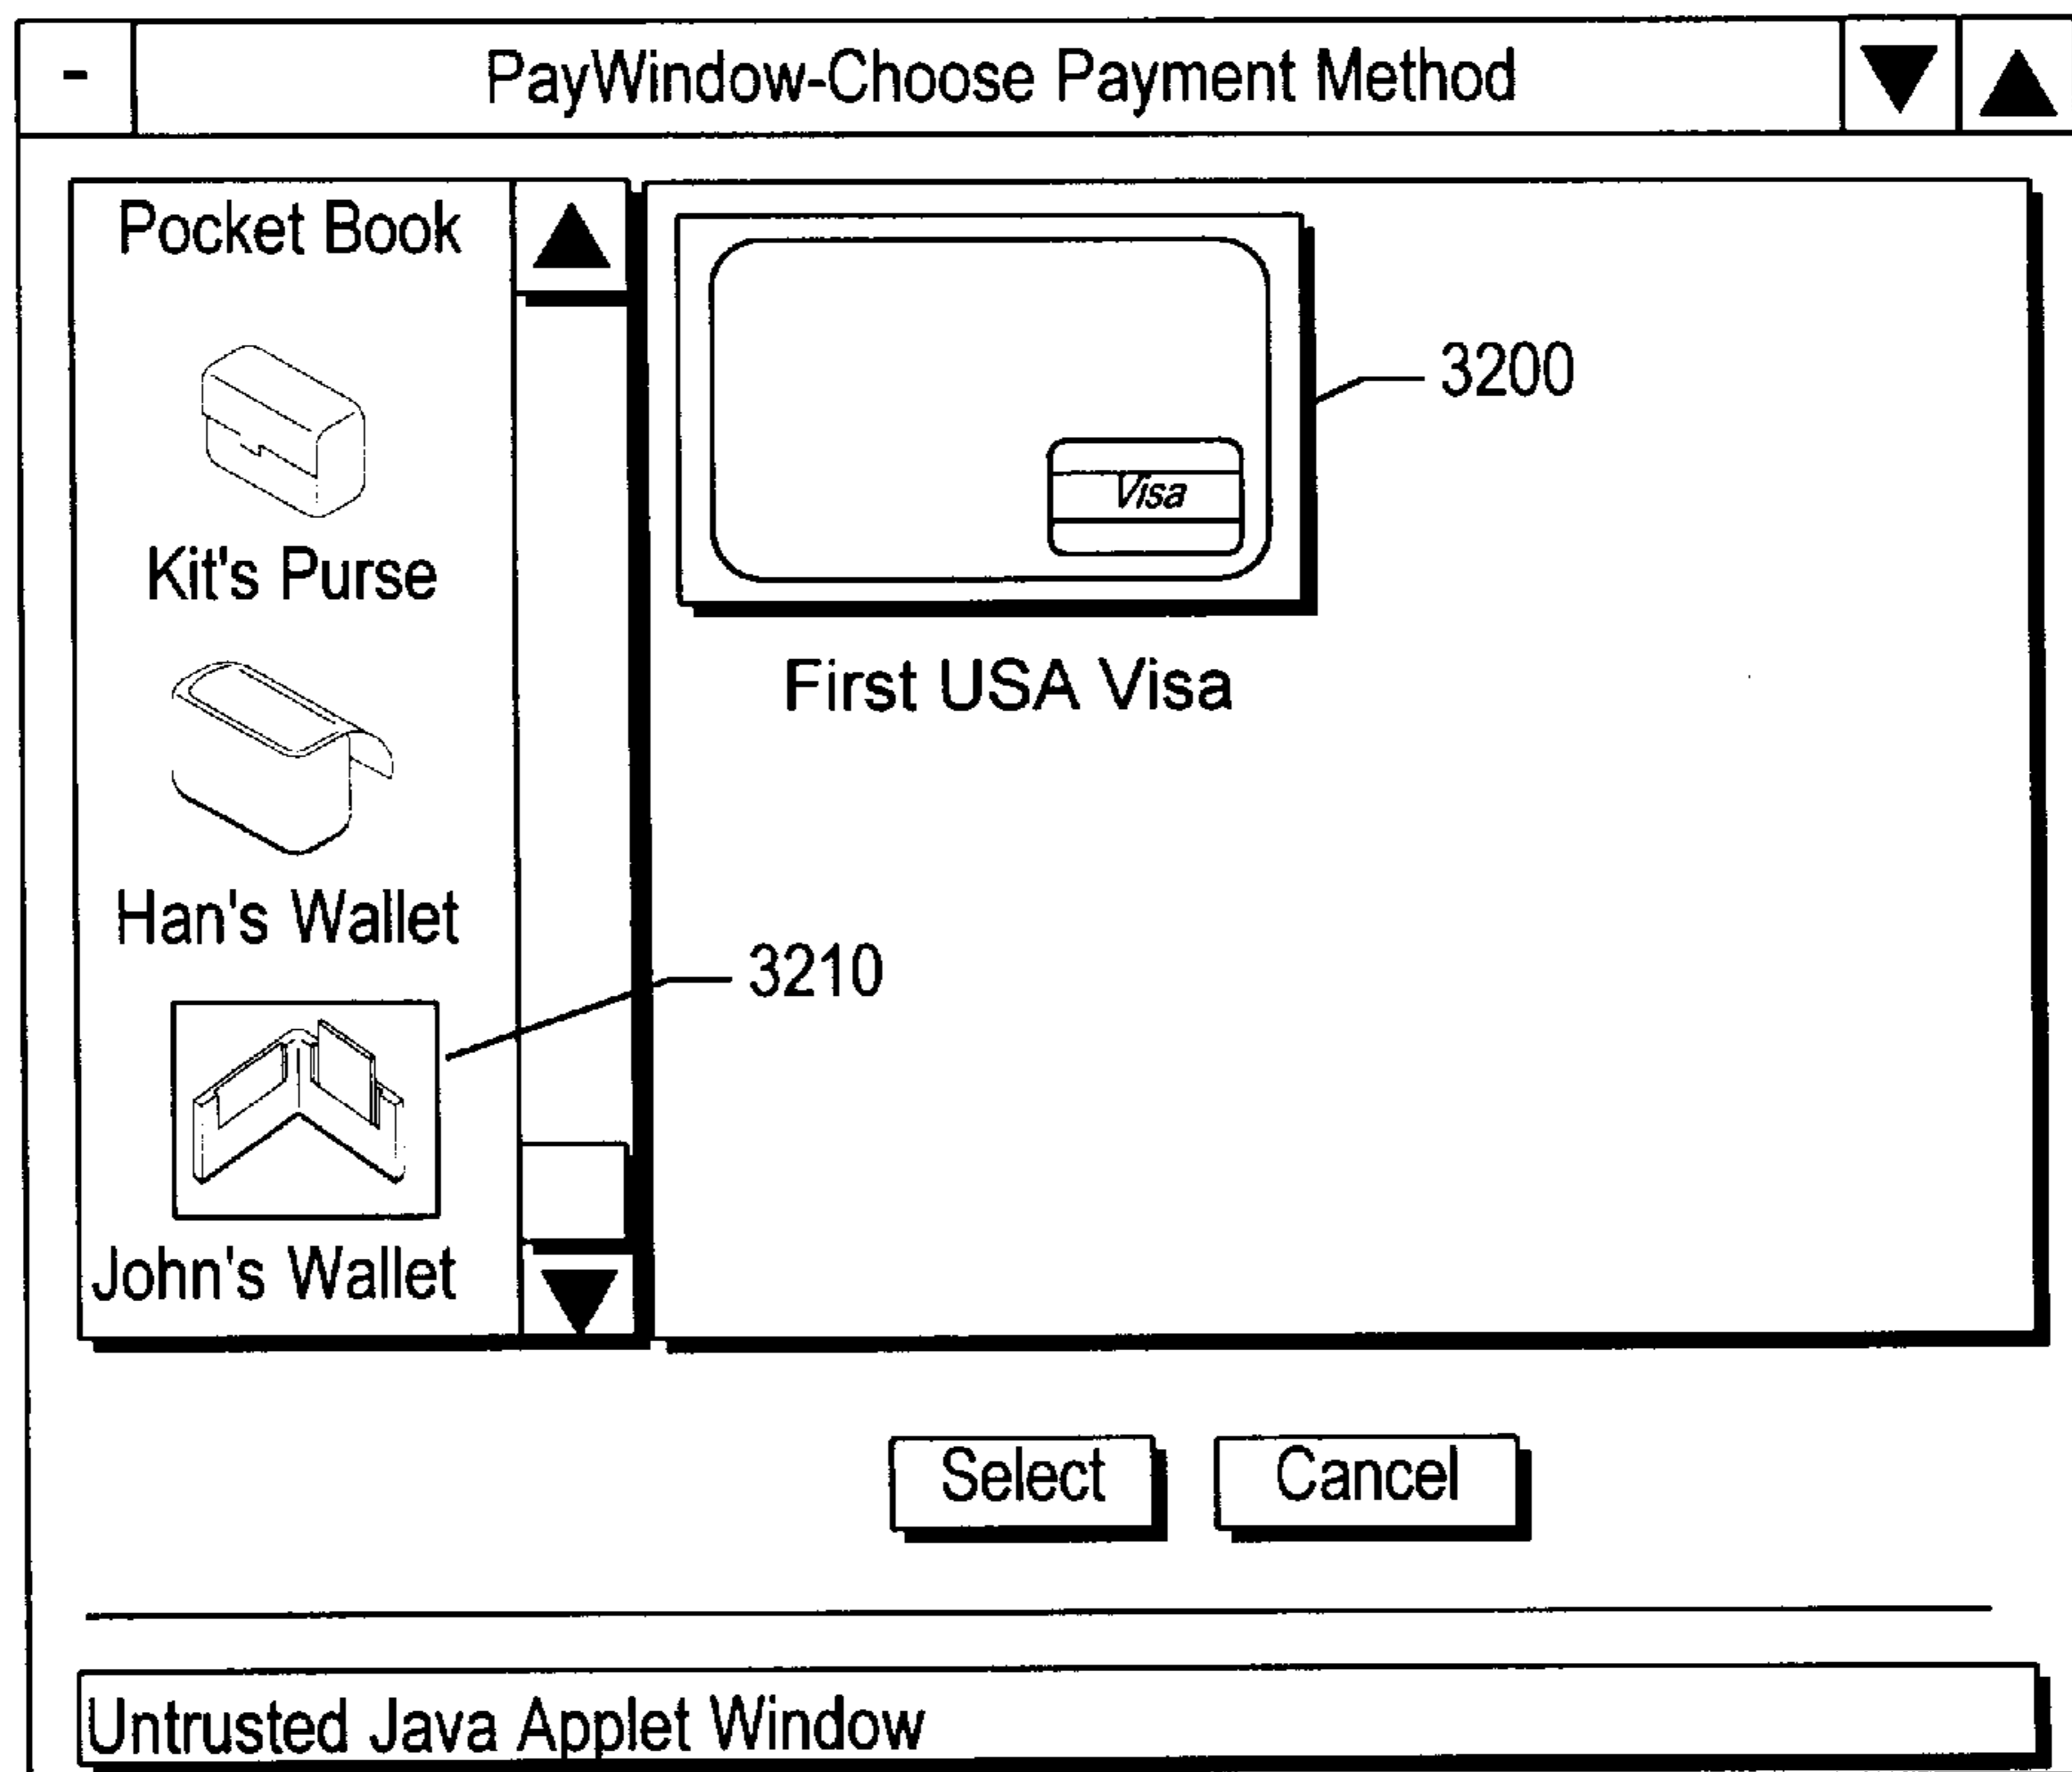 - PayWindow-Choose Payment Method
Pocket Book
Kit's Purse
Han's Wallet
John's Wallet
Visa
3200
First USA Visa
3210
Select Cancel
Untrusted Java Applet Window